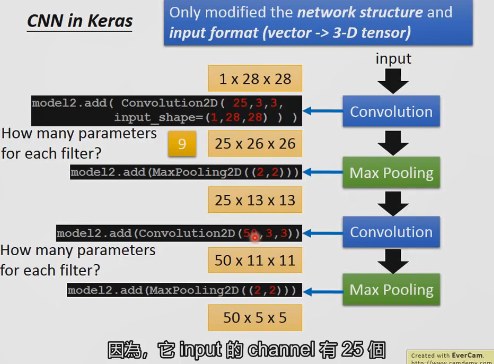 CNN in Keras
Only modified the network structure and
input format (vector -> 3-D tensor)
input
1 x 28 x 28
model2.add( Convolution2D( 25,3,3,
input_shape=(1,28,28) ) )
Convolution
How many parameters
for each filter?
9
25 x 26 x 26
model2.add(MaxPooling2D((2,2)))
Max Pooling
25 x 13 x 13
model2.add(Convolution2D(50,3,3))
Convolution
How many parameters
for each filter?
50 x 11 x 11
model2.add(MaxPooling2D((2,2)))
Max Pooling
50 x 5 x 5
因為, 它 input 的 channel 有 25 個
Created with EverCam